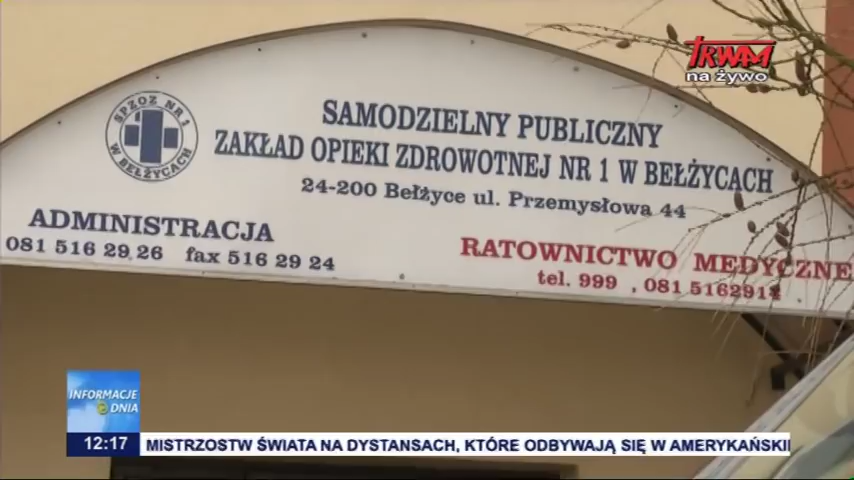 TRWAM
na żywo
SPZOZ NR 1
W BEŁŻYCACH
SAMODZIELNY PUBLICZNY
ZAKŁAD OPIEKI ZDROWOTNEJ NR 1 W BEŁŻYCACH
24-200 Bełżyce ul. Przemysłowa 44
ADMINISTRACJA
081 516 29 26 fax 516 29 24
RATOWNICTWO MEDYCZNE
tel. 999 , 081 5162914
INFORMACJE
DNIA
12:17
MISTRZOSTW ŚWIATA NA DYSTANSACH, KTÓRE ODBYWAJĄ SIĘ W AMERYKAŃSKI